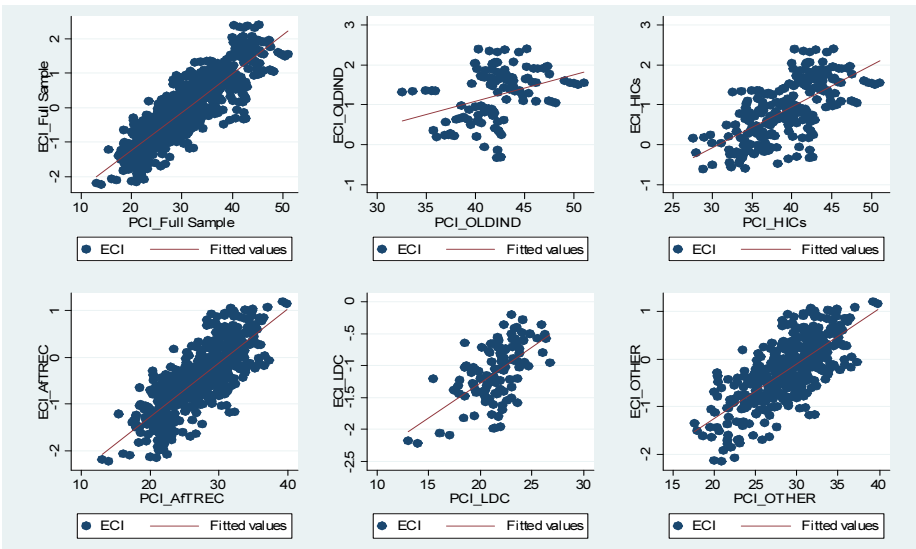 ECI_Full Sample
2
1
0
-1
-2
10 20 30 40 50
PCI_Full Sample
ECI Fitted values
ECI_OLDIND
3
2
1
0
-1
30 35 40 45 50
PCI_OLDIND
ECI Fitted values
ECI_HICs
3
2
1
0
-1
25 30 35 40 45 50
PCI_HICs
ECI Fitted values
ECI_AfTREC
1
0
-1
-2
10 20 30 40
PCI_AfTREC
ECI Fitted values
ECI_LDC
0
-.5
-1
-1.5
-2
-2.5
10 15 20 25 30
PCI_LDC
ECI Fitted values
ECI_OTHER
1
0
-1
-2
15 20 25 30 35 40
PCI_OTHER
ECI Fitted values